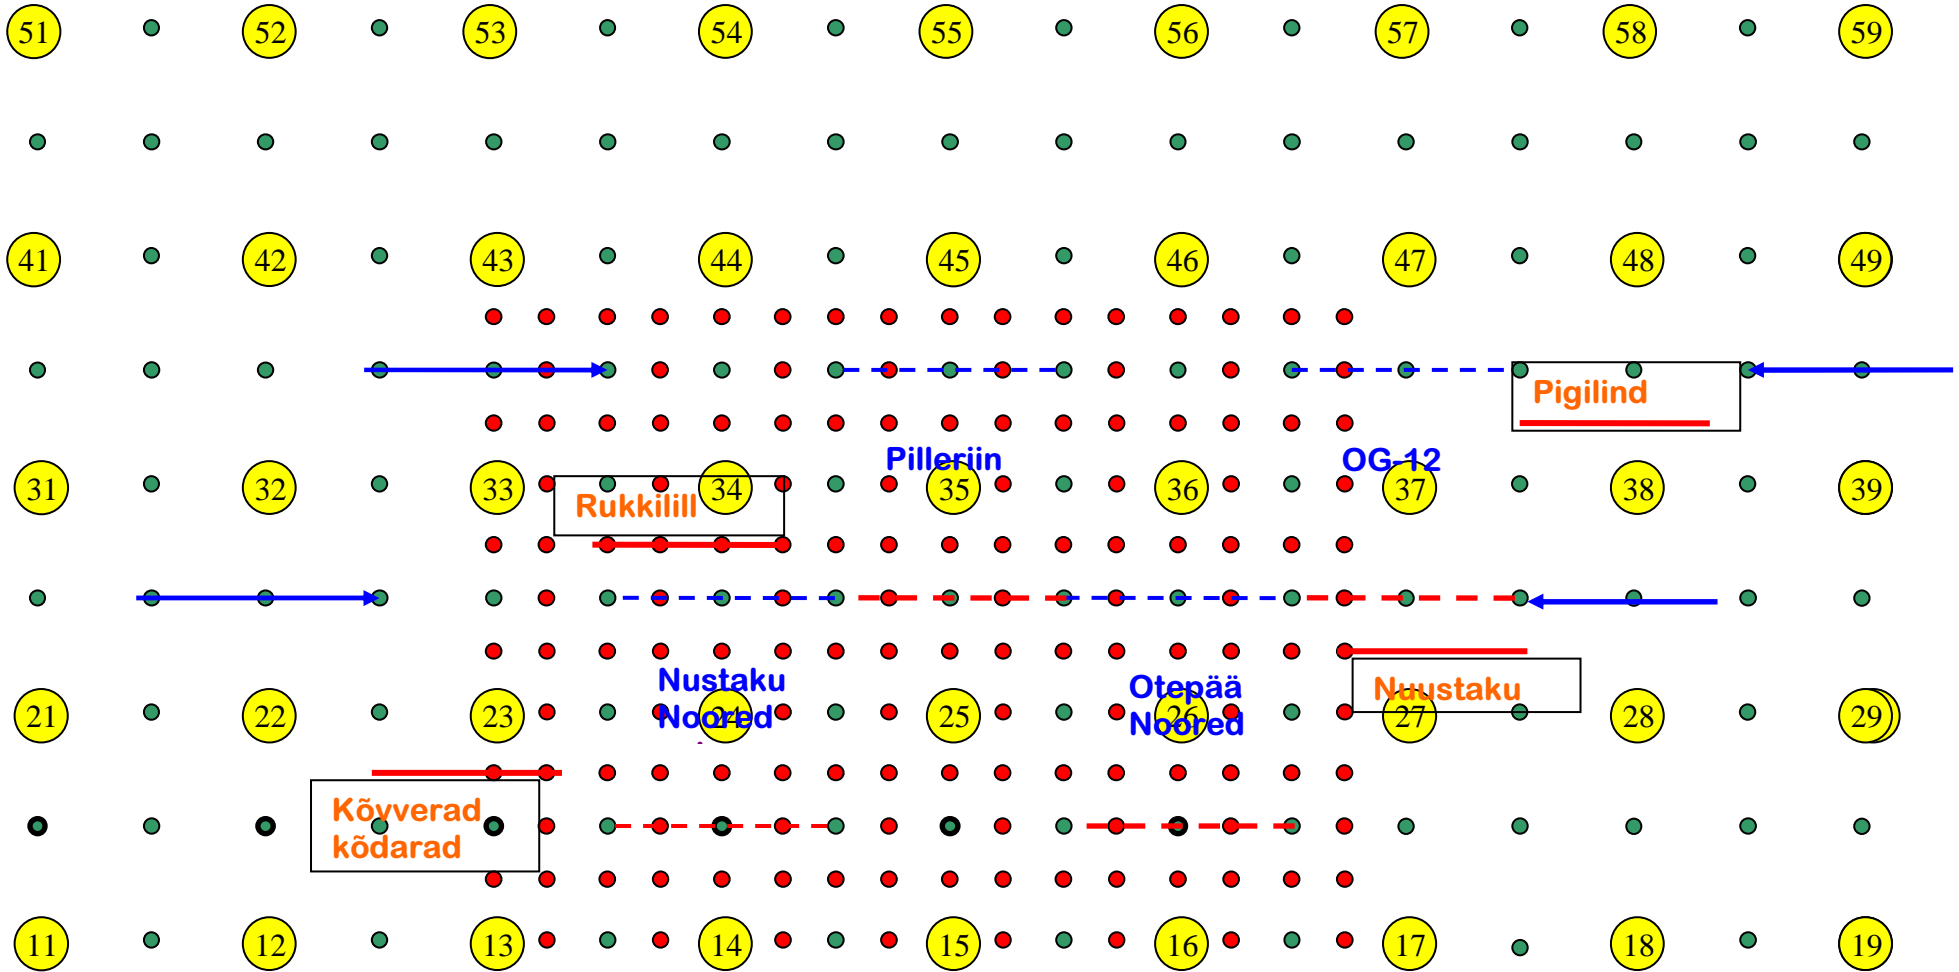 51 52 53 54 55 56 57 58 59
41 42 43 44 45 46 47 48 49
Pigilind
Pilleriin OG-12
31 32 33 34 35 36 37 38 39
Rukkilill
Nustaku
Noored
Otepää
Noored
Nuustaku
21 22 23 24 25 26 27 28 29
Kõvverad
kõdarad
11 12 13 14 15 16 17 18 19